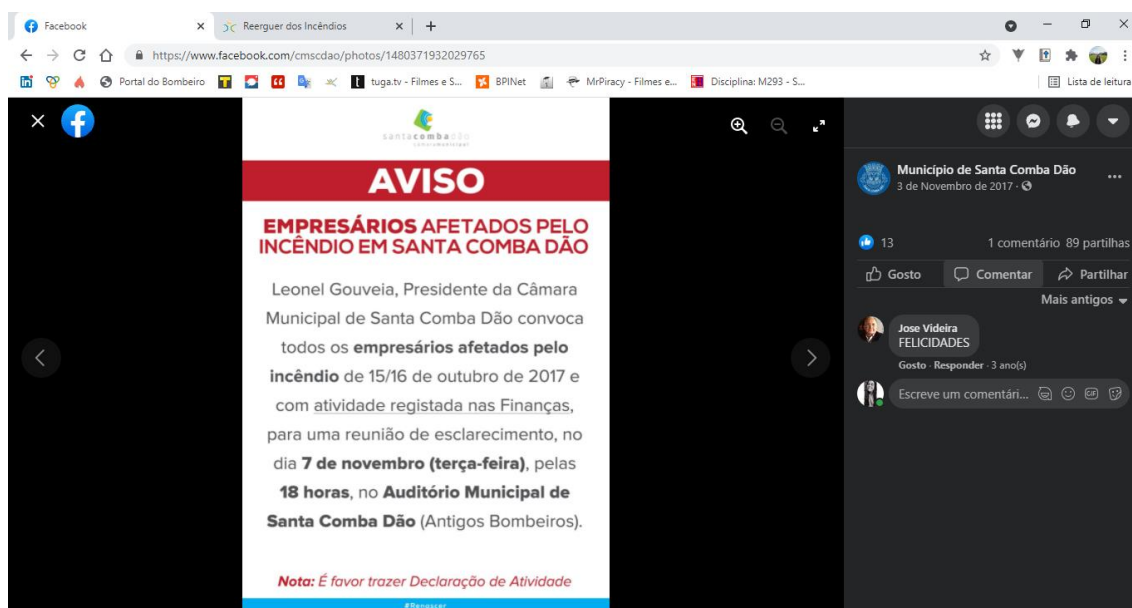 Facebook
Reerguer dos Incêndios
https://www.facebook.com/cmscdao/photos/1480371932029765
Portal do Bombeiro
tuga.tv - Filmes e S...
BPINet
MrPiracy - Filmes e...
Disciplina: M293 - S...
Lista de leitura
santacombadão
câmaramunicipal
AVISO
EMPRESÁRIOS AFETADOS PELO
INCÊNDIO EM SANTA COMBA DÃO
Leonel Gouveia, Presidente da Câmara
Municipal de Santa Comba Dão convoca
todos os empresários afetados pelo
incêndio de 15/16 de outubro de 2017 e
com atividade registada nas Finanças,
para uma reunião de esclarecimento, no
dia 7 de novembro (terça-feira), pelas
18 horas, no Auditório Municipal de
Santa Comba Dão (Antigos Bombeiros).
Nota: É favor trazer Declaração de Atividade
#Renascer
Município de Santa Comba Dão
3 de Novembro de 2017 ·
13
1 comentário 89 partilhas
Gosto
Comentar
Partilhar
Mais antigos
Jose Videira
FELICIDADES
Gosto · Responder · 3 ano(s)
Escreve um comentári...
GIF